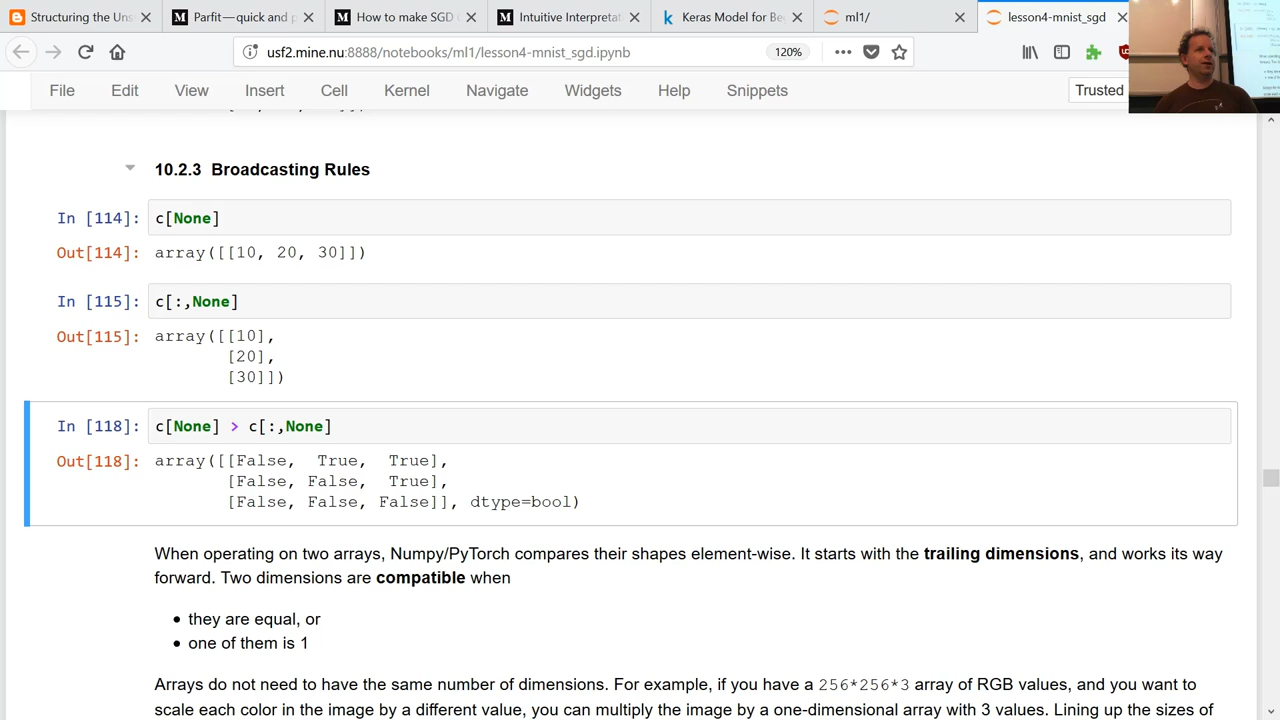 Structuring the Uns
Parfit — quick and p
How to make SGD
The Interpretab
Keras Model for Be
ml1/
lesson4-mnist_sgd
usf2.mine.nu:8888/notebooks/ml1/lesson4-mnist_sgd.ipynb
120%
File Edit View Insert Cell Kernel Navigate Widgets Help Snippets Trusted
10.2.3 Broadcasting Rules
In [114]: c[None]
Out[114]: array([[10, 20, 30]])
In [115]: c[:,None]
Out[115]: array([[10],
[20],
[30]])
In [118]: c[None] > c[:,None]
Out[118]: array([[False, True, True],
[False, False, True],
[False, False, False]], dtype=bool)
When operating on two arrays, Numpy/PyTorch compares their shapes element-wise. It starts with the trailing dimensions, and works its way
forward. Two dimensions are compatible when
• they are equal, or
• one of them is 1
Arrays do not need to have the same number of dimensions. For example, if you have a 256*256*3 array of RGB values, and you want to
scale each color in the image by a different value, you can multiply the image by a one-dimensional array with 3 values. Lining up the sizes of